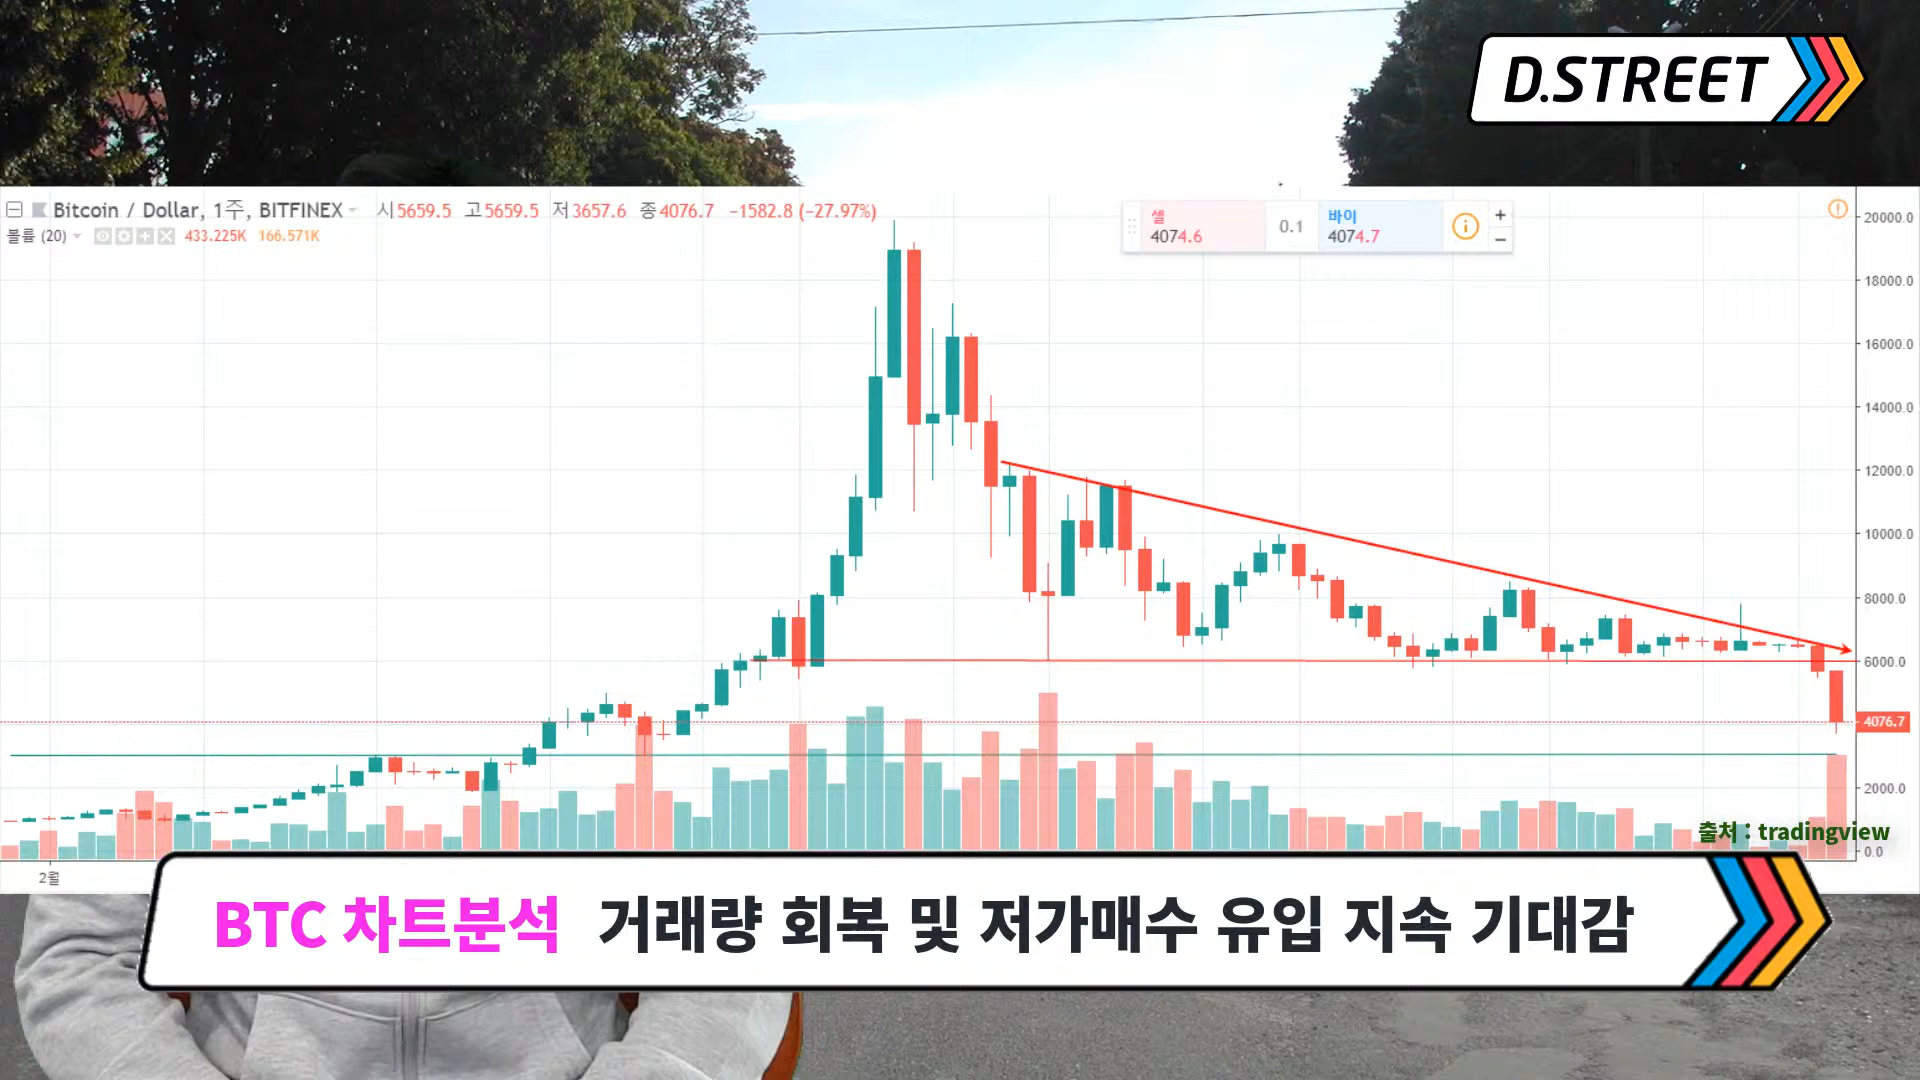 D.STREET
Bitcoin / Dollar, 1주, BITFINEX 시5659.5 고5659.5 저3657.6 종4076.7 −1582.8 (−27.97%)
볼륨 (20) 433.225K 166.571K
셀
4074.6
0.1
바이
4074.7
20000.0
18000.0
16000.0
14000.0
12000.0
10000.0
8000.0
6000.0
4076.7
2000.0
출처 : tradingview
0.0
2월
BTC 차트분석 거래량 회복 및 저가매수 유입 지속 기대감